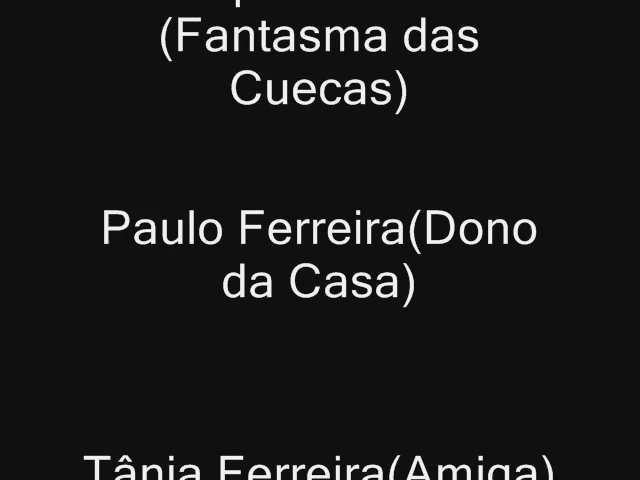 (Fantasma das
Cuecas)
Paulo Ferreira(Dono
da Casa)
Tânia Ferreira(Amiga)